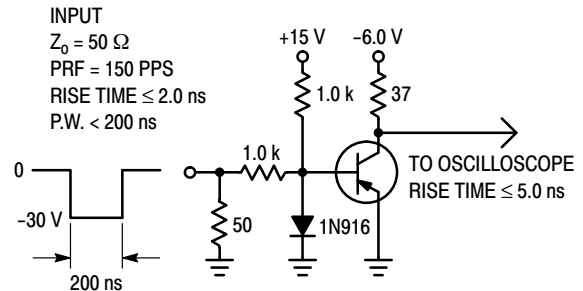 INPUT
Zo = 50 Ω
PRF = 150 PPS
RISE TIME ≤ 2.0 ns
P.W. < 200 ns
+15 V
−6.0 V
1.0 k
37
1.0 k
0
−30 V
200 ns
50
1N916
TO OSCILLOSCOPE
RISE TIME ≤ 5.0 ns